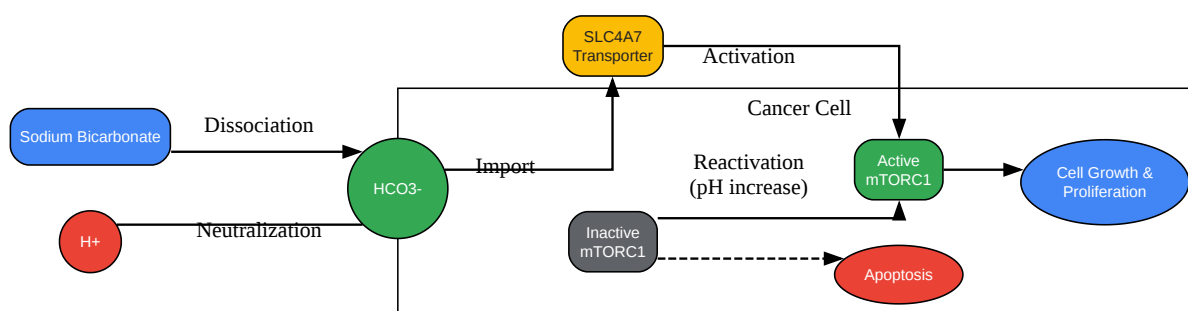 SLC4A7
Transporter
Activation
Cancer Cell
Sodium Bicarbonate
Dissociation
HCO3-
Import
Reactivation
(pH increase)
Active
mTORC1
Cell Growth &
Proliferation
H+
Neutralization
Inactive
mTORC1
Apoptosis